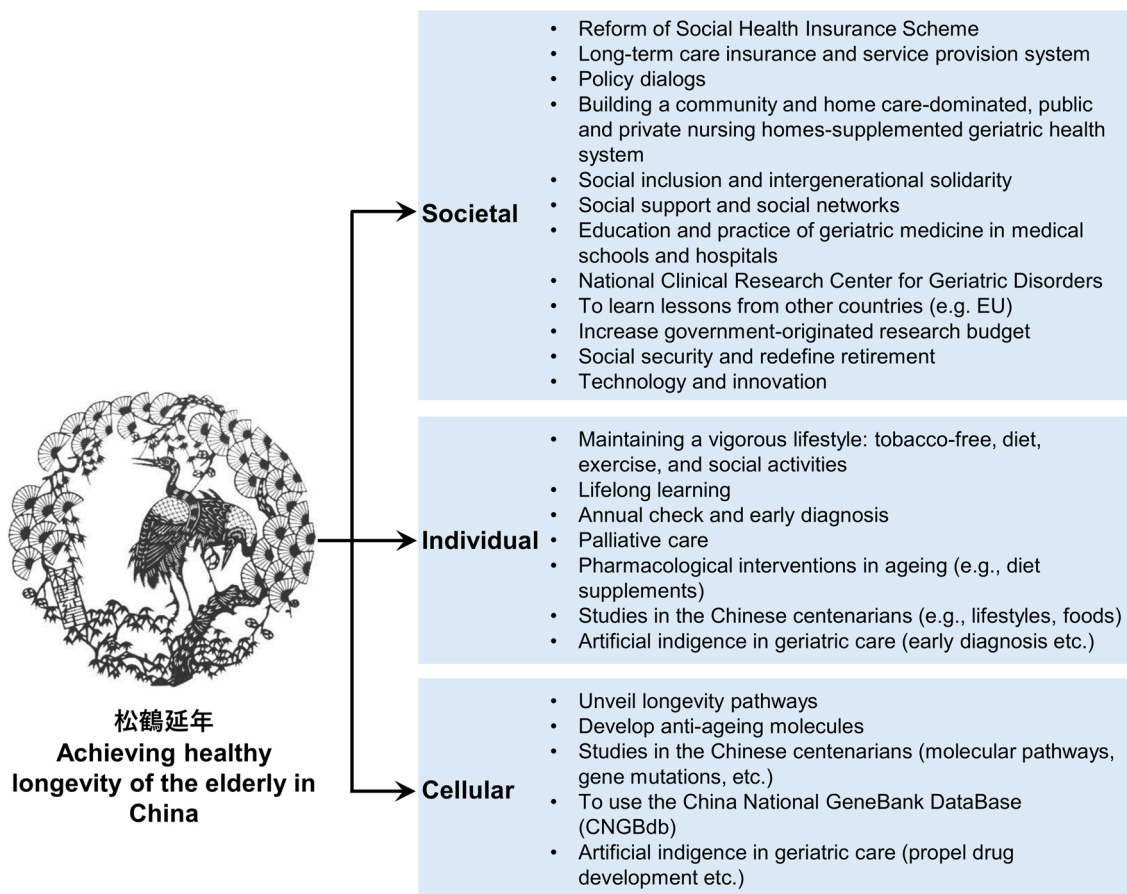 • Reform of Social Health Insurance Scheme
• Long-term care insurance and service provision system
• Policy dialogs
• Building a community and home care-dominated, public
and private nursing homes-supplemented geriatric health
system
• Social inclusion and intergenerational solidarity
• Social support and social networks
• Education and practice of geriatric medicine in medical
schools and hospitals
• National Clinical Research Center for Geriatric Disorders
• To learn lessons from other countries (e.g. EU)
• Increase government-originated research budget
• Social security and redefine retirement
• Technology and innovation
Societal
• Maintaining a vigorous lifestyle: tobacco-free, diet,
exercise, and social activities
• Lifelong learning
• Annual check and early diagnosis
• Palliative care
• Pharmacological interventions in ageing (e.g., diet
supplements)
• Studies in the Chinese centenarians (e.g., lifestyles, foods)
• Artificial indigence in geriatric care (early diagnosis etc.)
Individual
• Unveil longevity pathways
• Develop anti-ageing molecules
• Studies in the Chinese centenarians (molecular pathways,
gene mutations, etc.)
• To use the China National GeneBank DataBase
(CNGBdb)
• Artificial indigence in geriatric care (propel drug
development etc.)
Cellular
松鶴延年
Achieving healthy
longevity of the elderly in
China